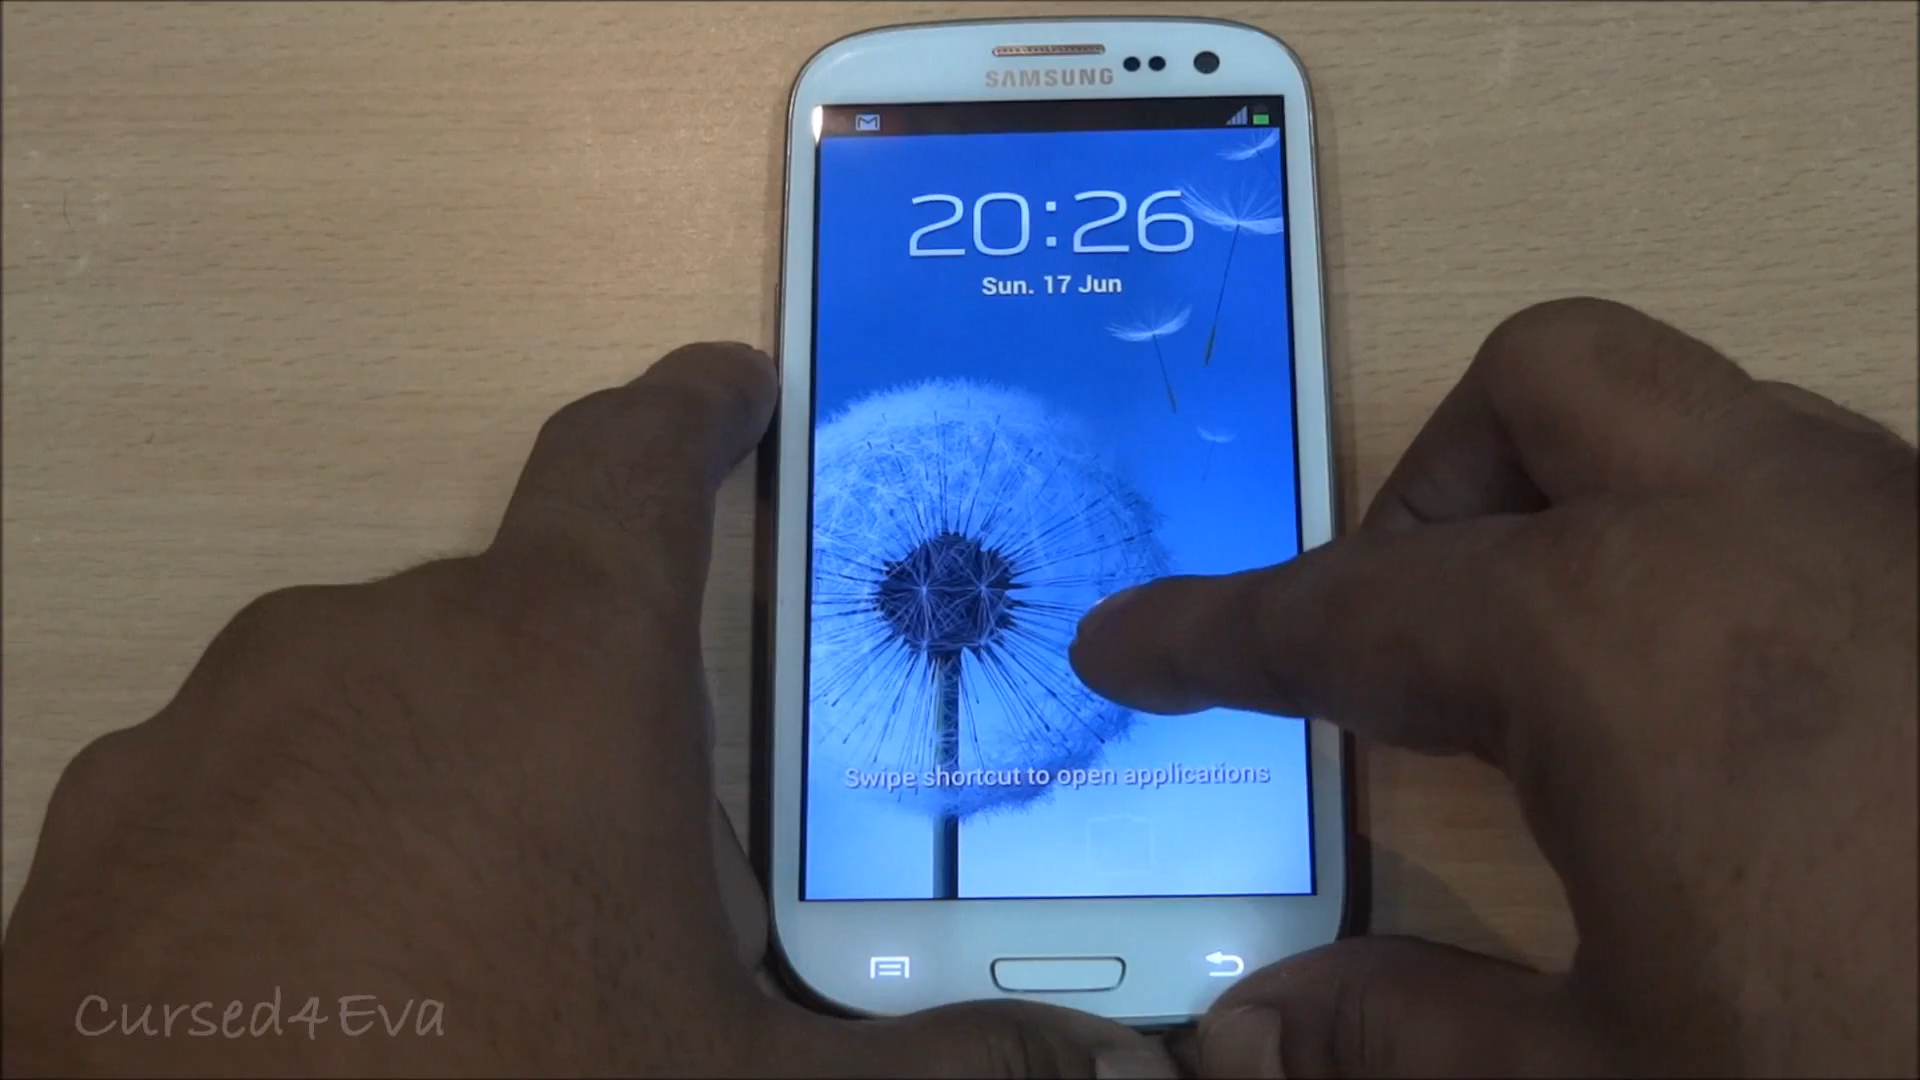 SAMSUNG
20:26
Sun. 17 Jun
Swipe shortcut to open applications
Cursed4Eva